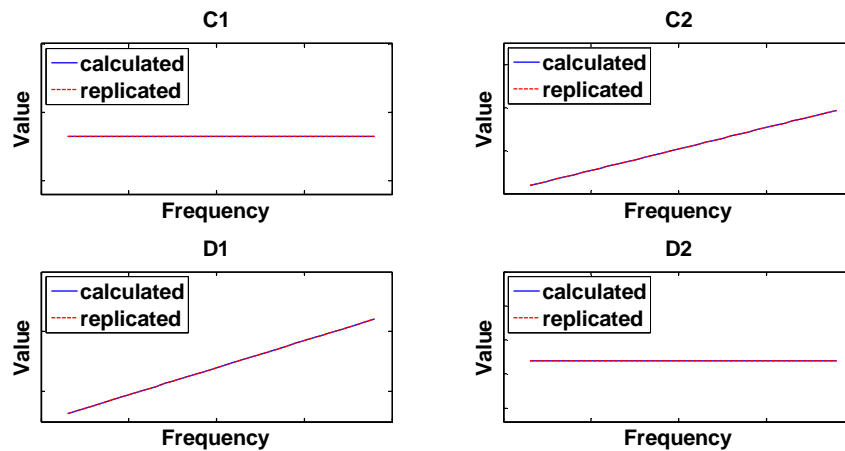 C1
calculated
replicated
Value
Frequency
C2
calculated
replicated
Value
Frequency
D1
calculated
replicated
Value
Frequency
D2
calculated
replicated
Value
Frequency